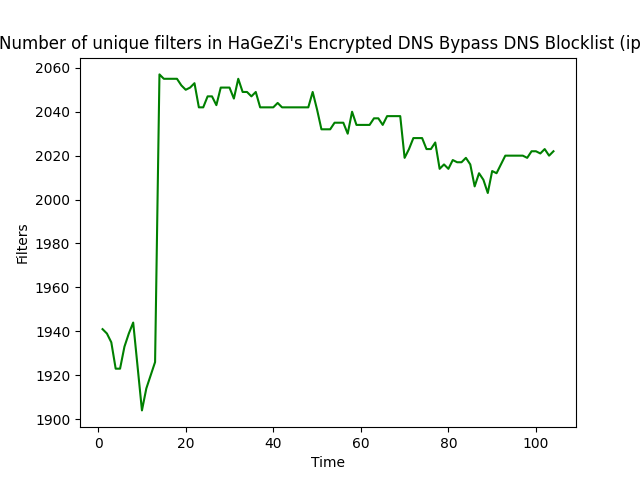 Number of unique filters in HaGeZi's Encrypted DNS Bypass DNS Blocklist (ip
2060
2040
2020
2000
1980
1960
1940
1920
1900
Filters
0 20 40 60 80 100
Time